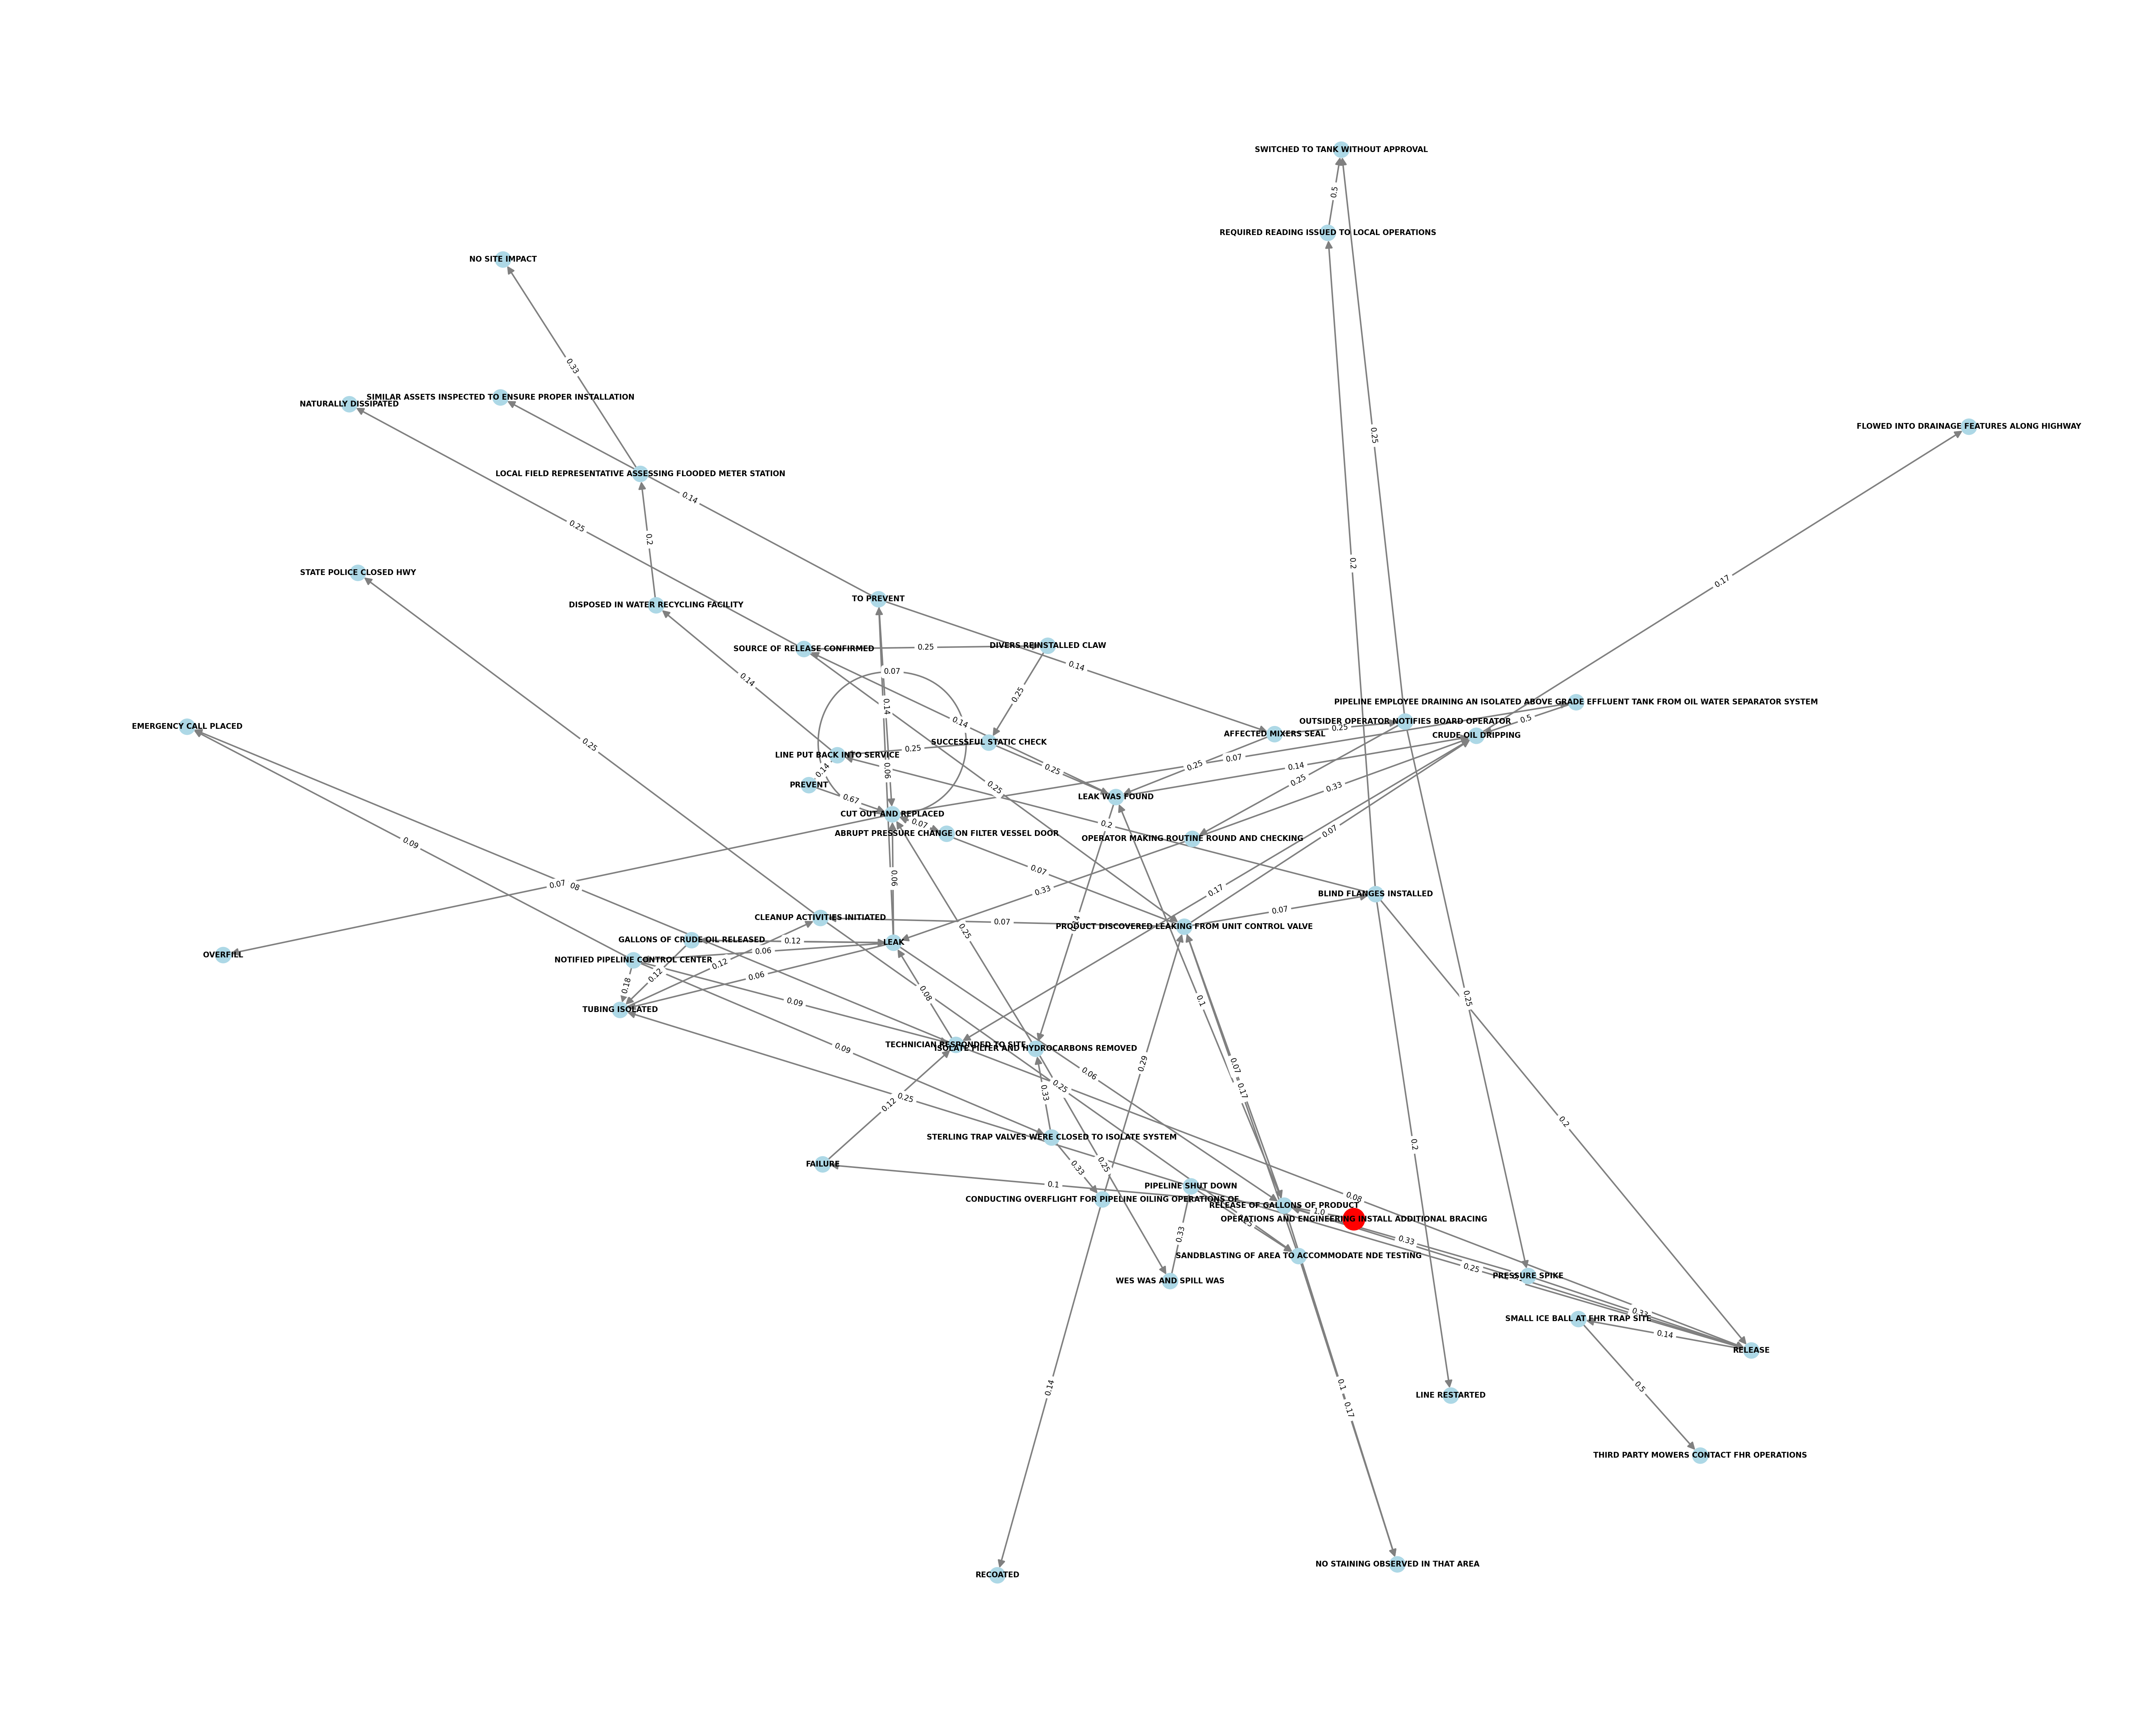 SWITCHED TO TANK WITHOUT APPROVAL
0.5
REQUIRED READING ISSUED TO LOCAL OPERATIONS
NO SITE IMPACT
0.33
SIMILAR ASSETS INSPECTED TO ENSURE PROPER INSTALLATION
NATURALLY DISSIPATED
FLOWED INTO DRAINAGE FEATURES ALONG HIGHWAY
0.25
LOCAL FIELD REPRESENTATIVE ASSESSING FLOODED METER STATION
0.14
0.25
0.2
0.2
STATE POLICE CLOSED HWY
0.17
TO PREVENT
DISPOSED IN WATER RECYCLING FACILITY
DIVERS REINSTALLED CLAW
SOURCE OF RELEASE CONFIRMED
0.25
0.14
0.07
0.14
0.25
PIPELINE EMPLOYEE DRAINING AN ISOLATED ABOVE GRADE EFFLUENT TANK FROM OIL WATER SEPARATOR SYSTEM
0.14
0.14
0.5
OUTSIDER OPERATOR NOTIFIES BOARD OPERATOR
EMERGENCY CALL PLACED
0.25
AFFECTED MIXERS SEAL
CRUDE OIL DRIPPING
SUCCESSFUL STATIC CHECK
0.25
0.25
LINE PUT BACK INTO SERVICE
0.07
0.25
0.14
0.25
0.14
0.06
0.25
PREVENT
0.25
0.33
LEAK WAS FOUND
0.67
CUT OUT AND REPLACED
0.07
0.2
0.07
ABRUPT PRESSURE CHANGE ON FILTER VESSEL DOOR
OPERATOR MAKING ROUTINE ROUND AND CHECKING
0.09
0.07
0.06
0.07
08
0.33
0.17
BLIND FLANGES INSTALLED
0.07
CLEANUP ACTIVITIES INITIATED
0.07
PRODUCT DISCOVERED LEAKING FROM UNIT CONTROL VALVE
0.25
GALLONS OF CRUDE OIL RELEASED
0.12
LEAK
0.06
OVERFILL
NOTIFIED PIPELINE CONTROL CENTER
0.12
0.12
0.06
0.18
0.08
0.25
0.1
0.09
TUBING ISOLATED
TECHNICIAN RESPONDED TO SITE
ISOLATE FILTER AND HYDROCARBONS REMOVED
0.09
0.29
0.07
0.06
0.25
0.17
0.33
0.25
0.12
0.2
STERLING TRAP VALVES WERE CLOSED TO ISOLATE SYSTEM
0.2
FAILURE
0.25
0.33
0.1
PIPELINE SHUT DOWN
0.08
CONDUCTING OVERFLIGHT FOR PIPELINE OILING OPERATIONS OF
RELEASE OF GALLONS OF PRODUCT
1.0
OPERATIONS AND ENGINEERING INSTALL ADDITIONAL BRACING
0.33
0.33
SANDBLASTING OF AREA TO ACCOMMODATE NDE TESTING
0.25
PRESSURE SPIKE
WES WAS AND SPILL WAS
0.33
SMALL ICE BALL AT FHR TRAP SITE
0.14
RELEASE
0.1
0.14
0.5
LINE RESTARTED
0.17
THIRD PARTY MOWERS CONTACT FHR OPERATIONS
NO STAINING OBSERVED IN THAT AREA
RECOATED